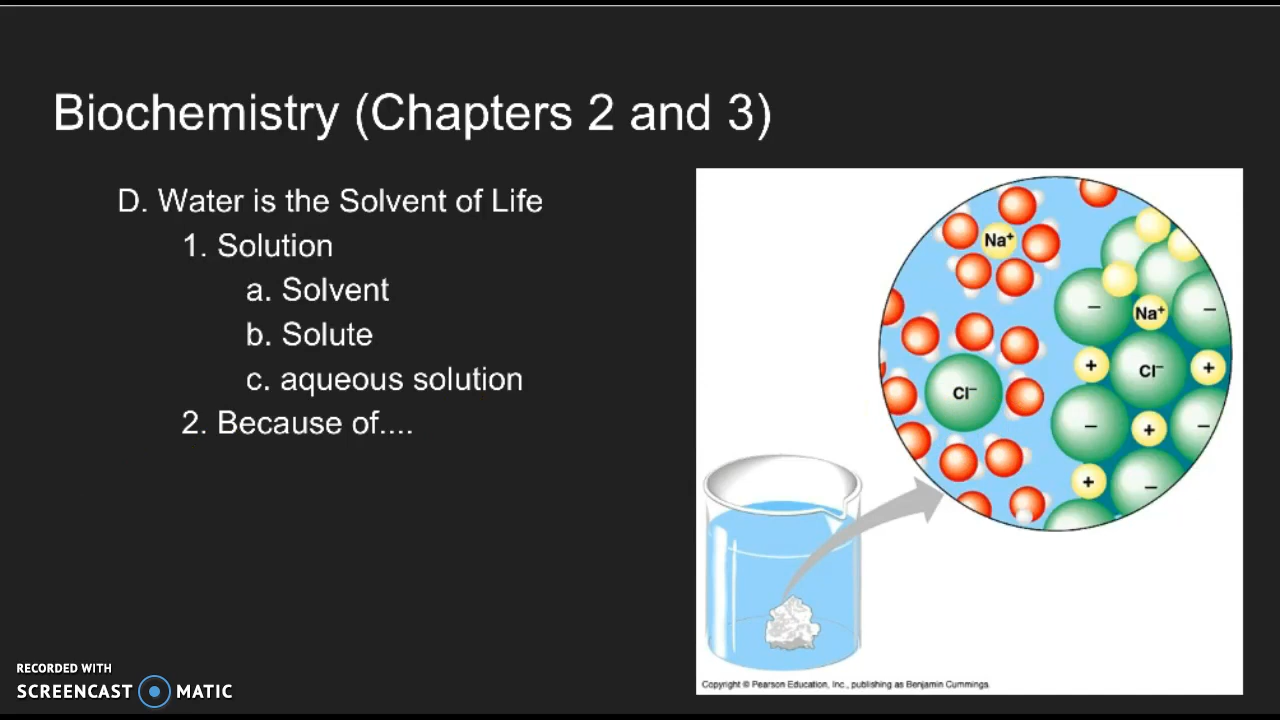 Biochemistry (Chapters 2 and 3)
D. Water is the Solvent of Life
1. Solution
a. Solvent
b. Solute
c. aqueous solution
2. Because of....
Na⁺
–
Na⁺
–
+
Cl⁻
+
Cl⁻
–
+
–
+
–
Copyright © Pearson Education, Inc., publishing as Benjamin Cummings.
RECORDED WITH
SCREENCAST MATIC